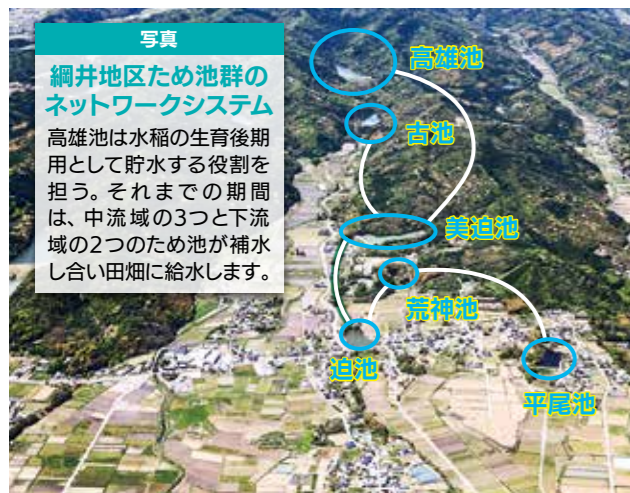 写真
綱井地区ため池群の
ネットワークシステム
高雄池は水稲の生育後期
用として貯水する役割を
担う。それまでの期間
は、中流域の3つと下流
域の2つのため池が補水
し合い田畑に給水します。
高雄池
古池
美迫池
荒神池
迫池
平尾池